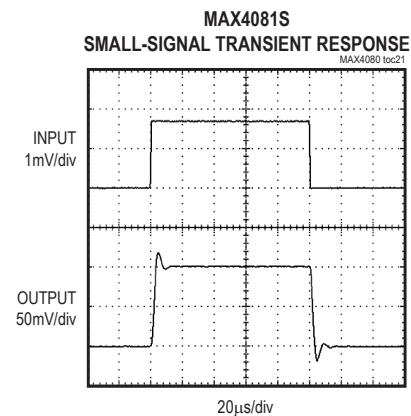 MAX4081S
SMALL-SIGNAL TRANSIENT RESPONSE
MAX4080 toc21
INPUT
1mV/div
OUTPUT
50mV/div
20μs/div